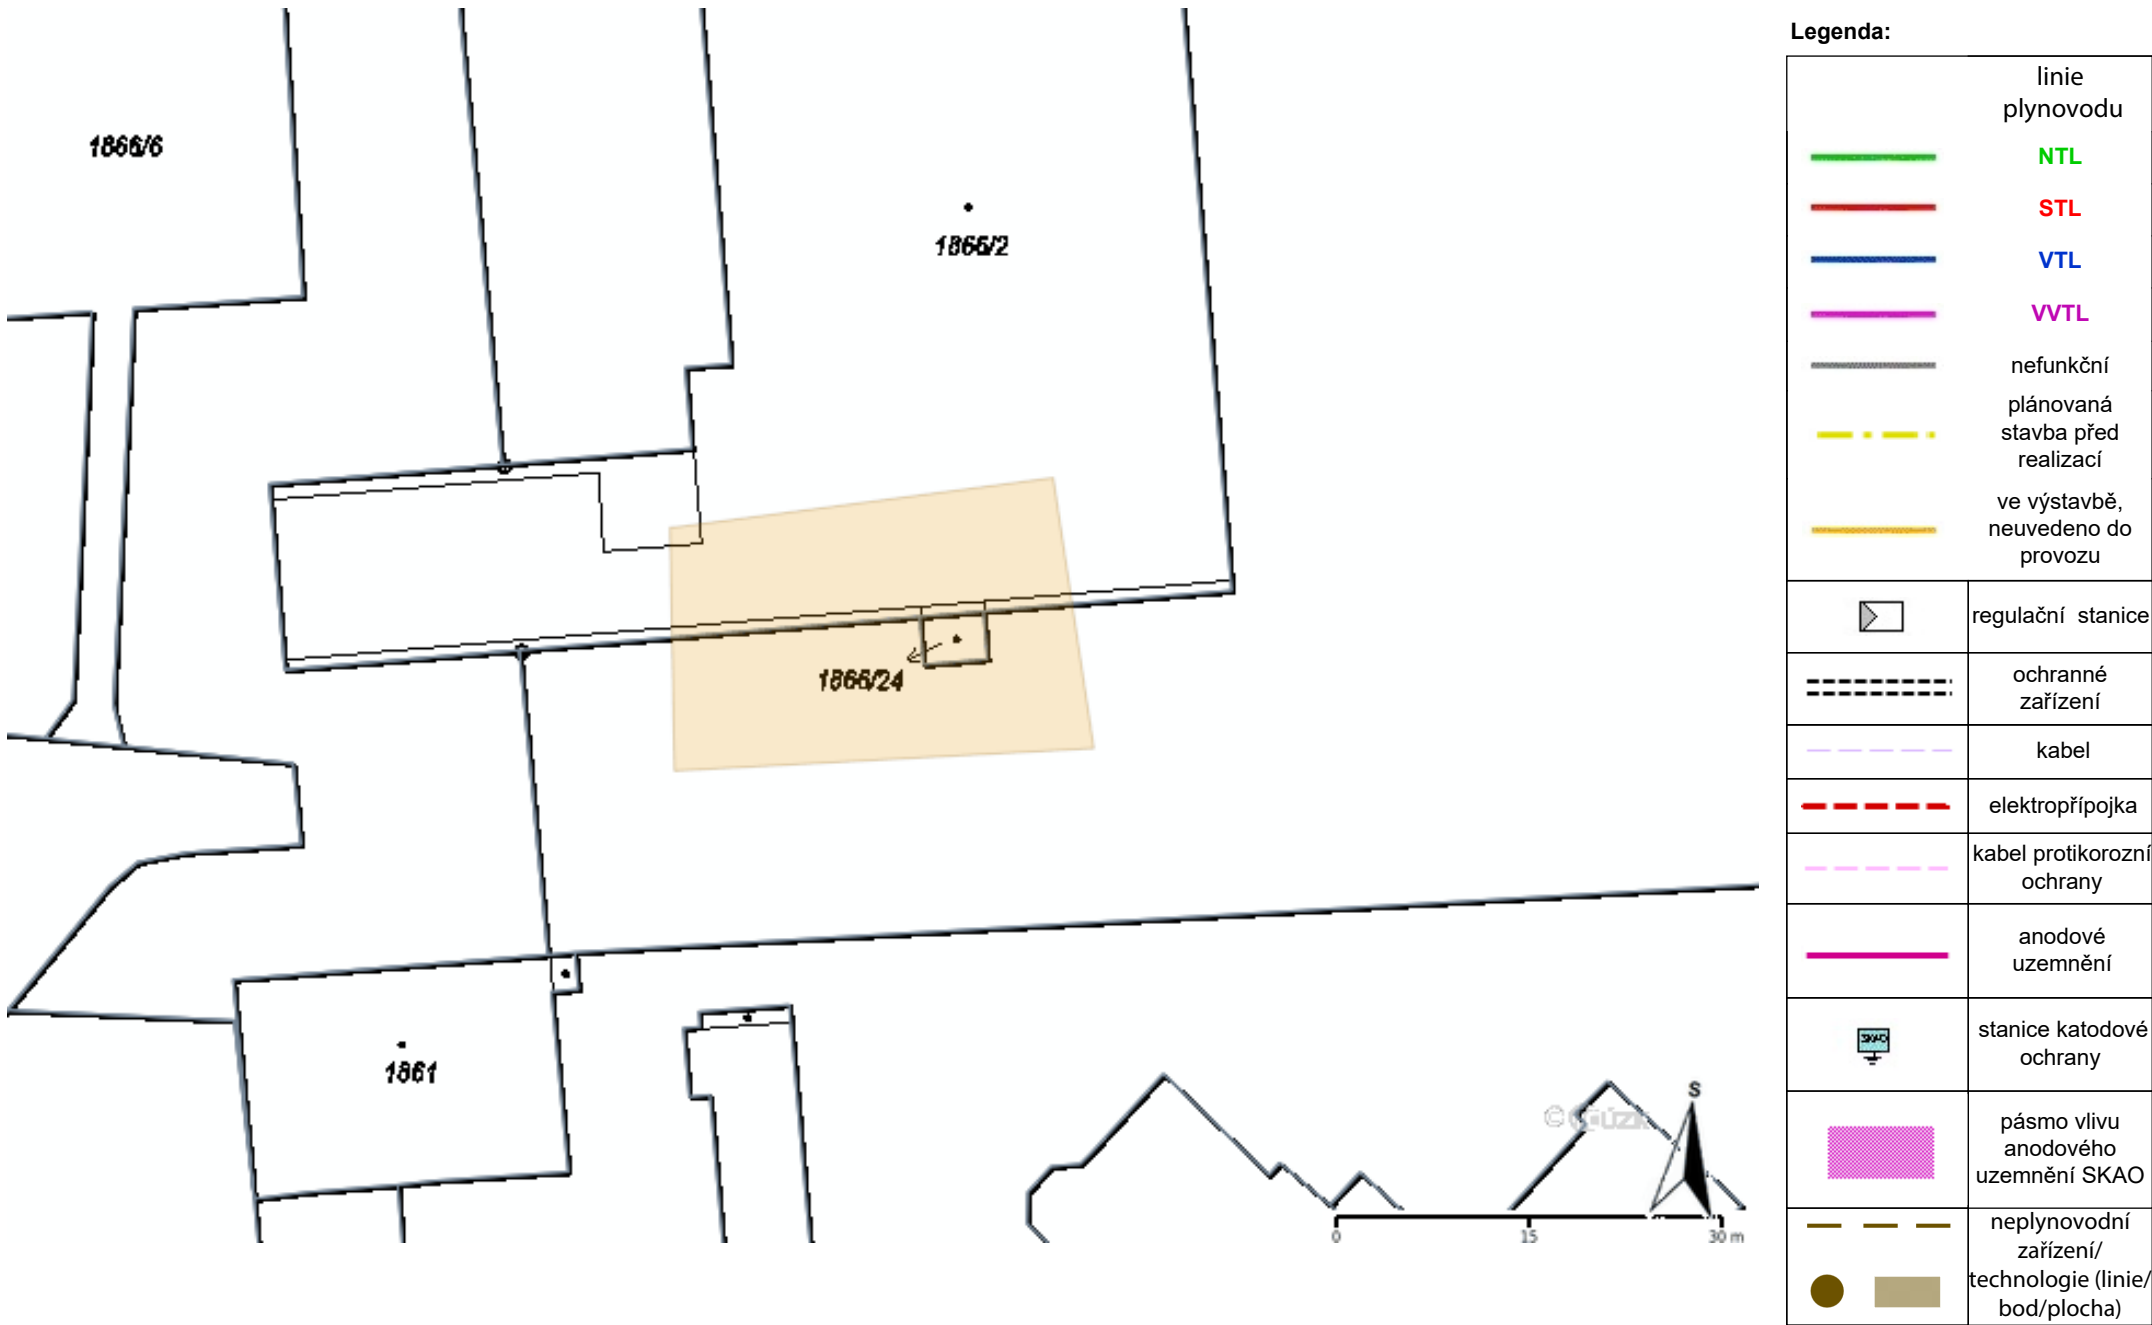 1866/6
1866/2
1866/24
1861
S
0 15 30 m
Legenda:
linie
plynovodu
NTL
STL
VTL
VVTL
nefunkční
plánovaná
stavba před
realizací
ve výstavbě,
neuvedeno do
provozu
regulační stanice
ochranné
zařízení
kabel
elektropřípojka
kabel protikorozní
ochrany
anodové
uzemnění
SKAO
stanice katodové
ochrany
pásmo vlivu
anodového
uzemnění SKAO
neplynovodní
zařízení/
technologie (linie/
bod/plocha)